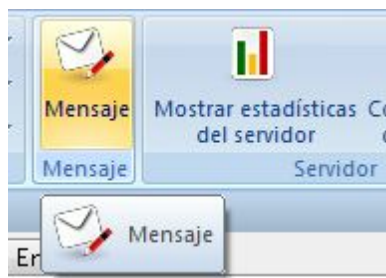 Mensaje
Mostrar estadísticas
del servidor
Mensaje
Servidor
Mensaje